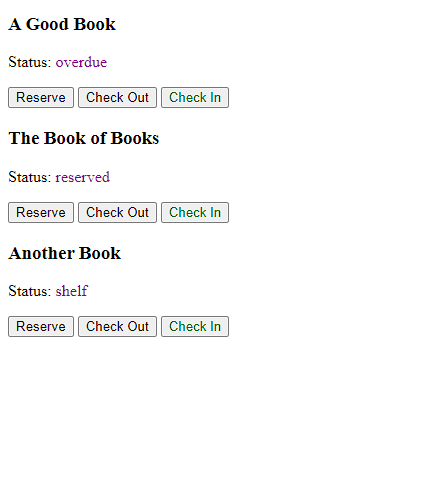 A Good Book
Status: overdue
Reserve Check Out Check In
The Book of Books
Status: reserved
Reserve Check Out Check In
Another Book
Status: shelf
Reserve Check Out Check In